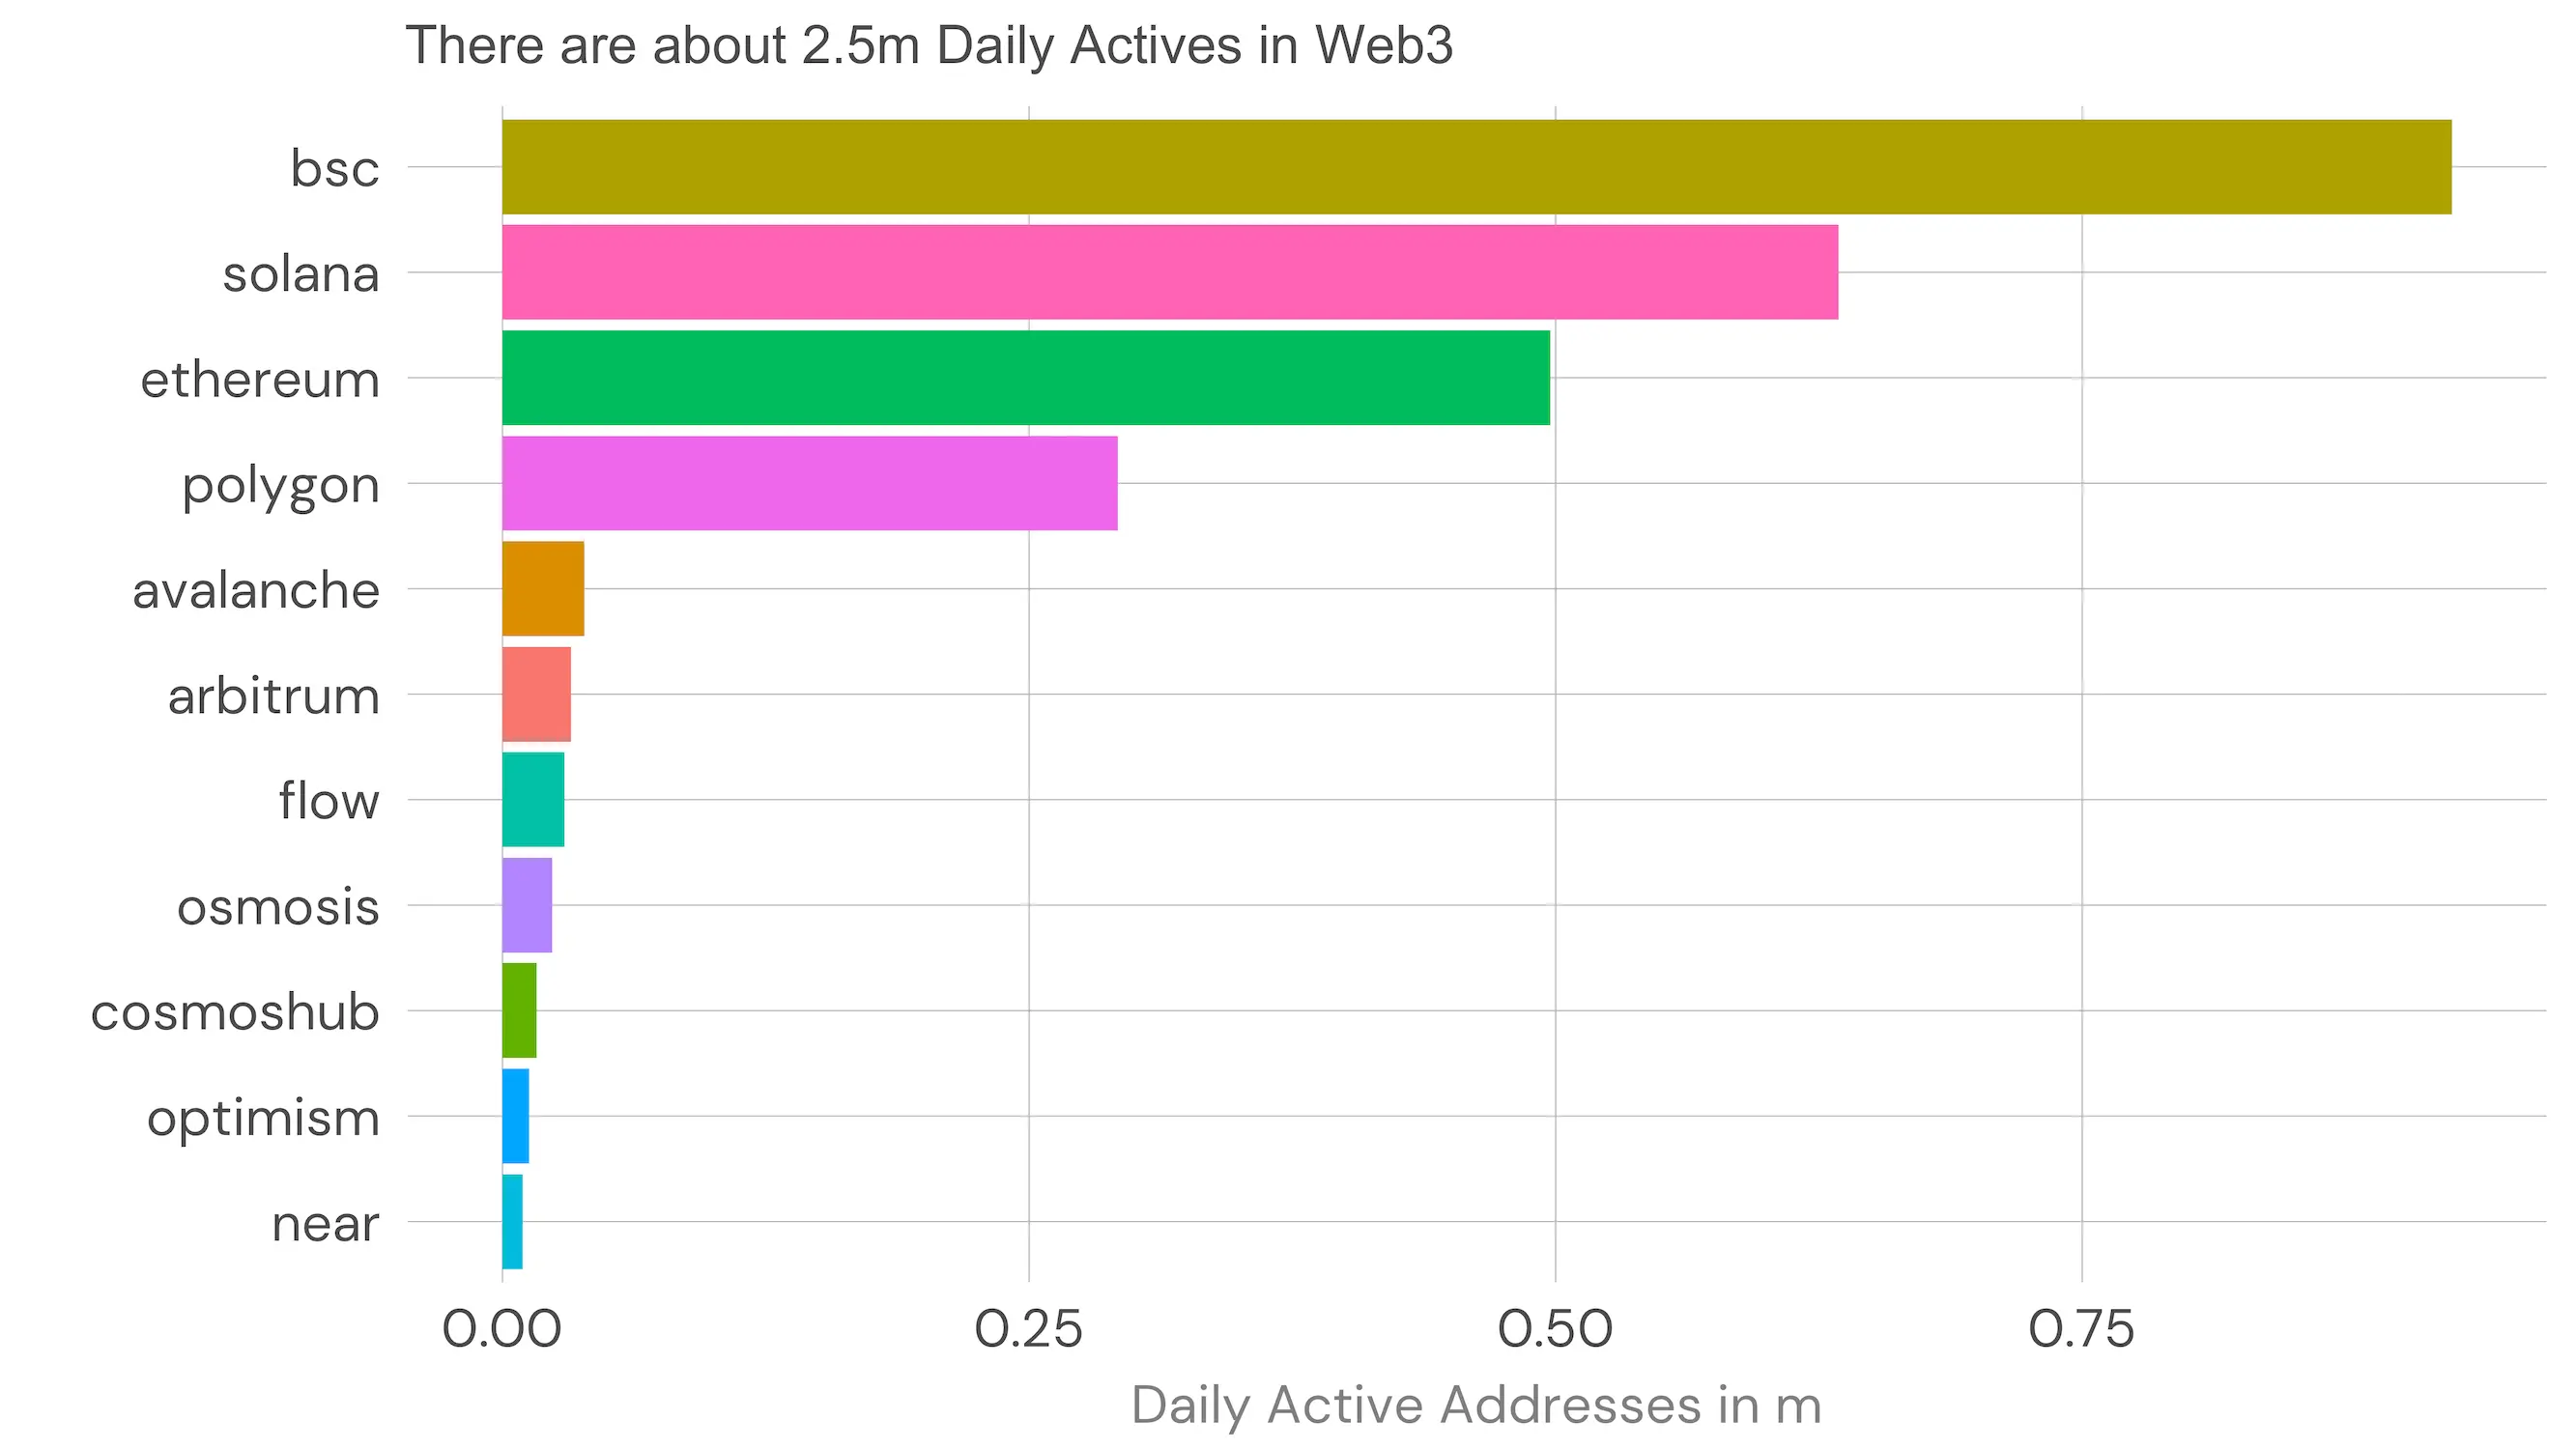 There are about 2.5m Daily Actives in Web3
bsc
solana
ethereum
polygon
avalanche
arbitrum
flow
osmosis
cosmoshub
optimism
near
0.00 0.25 0.50 0.75
Daily Active Addresses in m